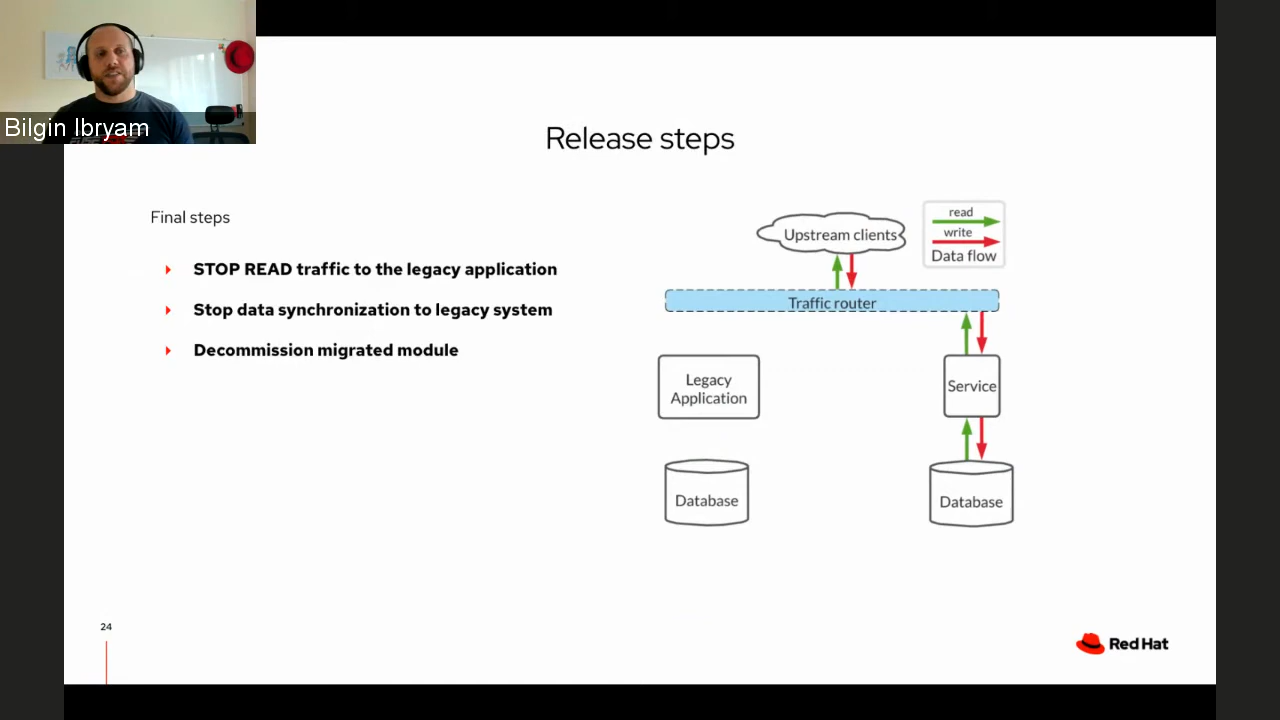 Bilgin Ibryam
Release steps
Final steps
STOP READ traffic to the legacy application
Stop data synchronization to legacy system
Decommission migrated module
Upstream clients
read
write
Data flow
Traffic router
Legacy
Application
Service
Database
Database
24
Red Hat